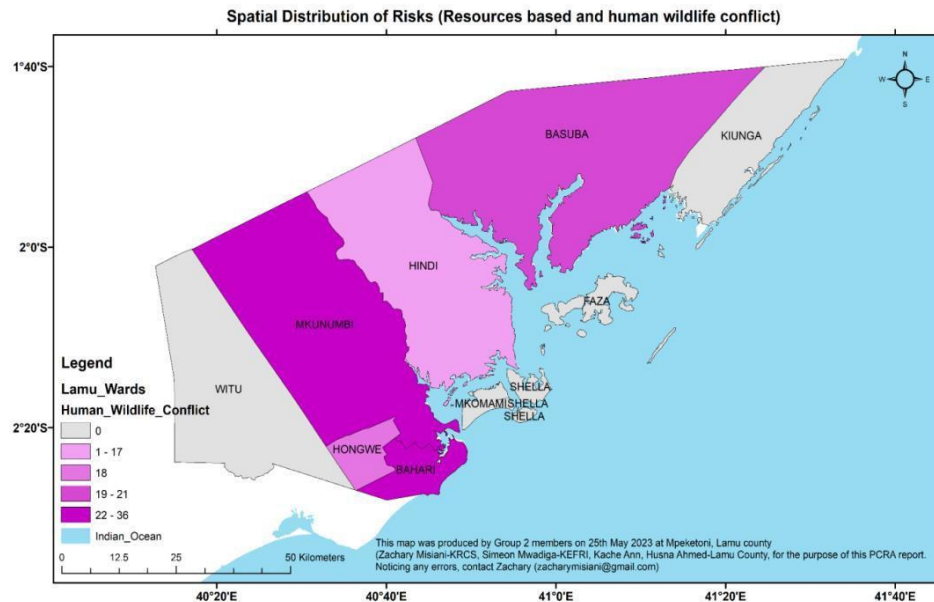 Spatial Distribution of Risks (Resources based and human wildlife conflict)
1°40'S
2°0'S
2°20'S
N
W E
S
BASUBA
KIUNGA
HINDI
FAZA
MKUNUMBI
WITU
SHELLA
MKOMAMISHELLA
SHELLA
HONGWE
BAHARI
Legend
Lamu_Wards
Human_Wildlife_Conflict
0
1 - 17
18
19 - 21
22 - 36
Indian_Ocean
0 12.5 25 50 Kilometers
This map was produced by Group 2 members on 25th May 2023 at Mpeketoni, Lamu county
(Zachary Misiani-KRCS, Simeon Mwadiga-KEFRI, Kache Ann, Husna Ahmed-Lamu County, for the purpose of this PCRA report.
Noticing any errors, contact Zachary (zacharymisiani@gmail.com)
40°20'E 40°40'E 41°0'E 41°20'E 41°40'E